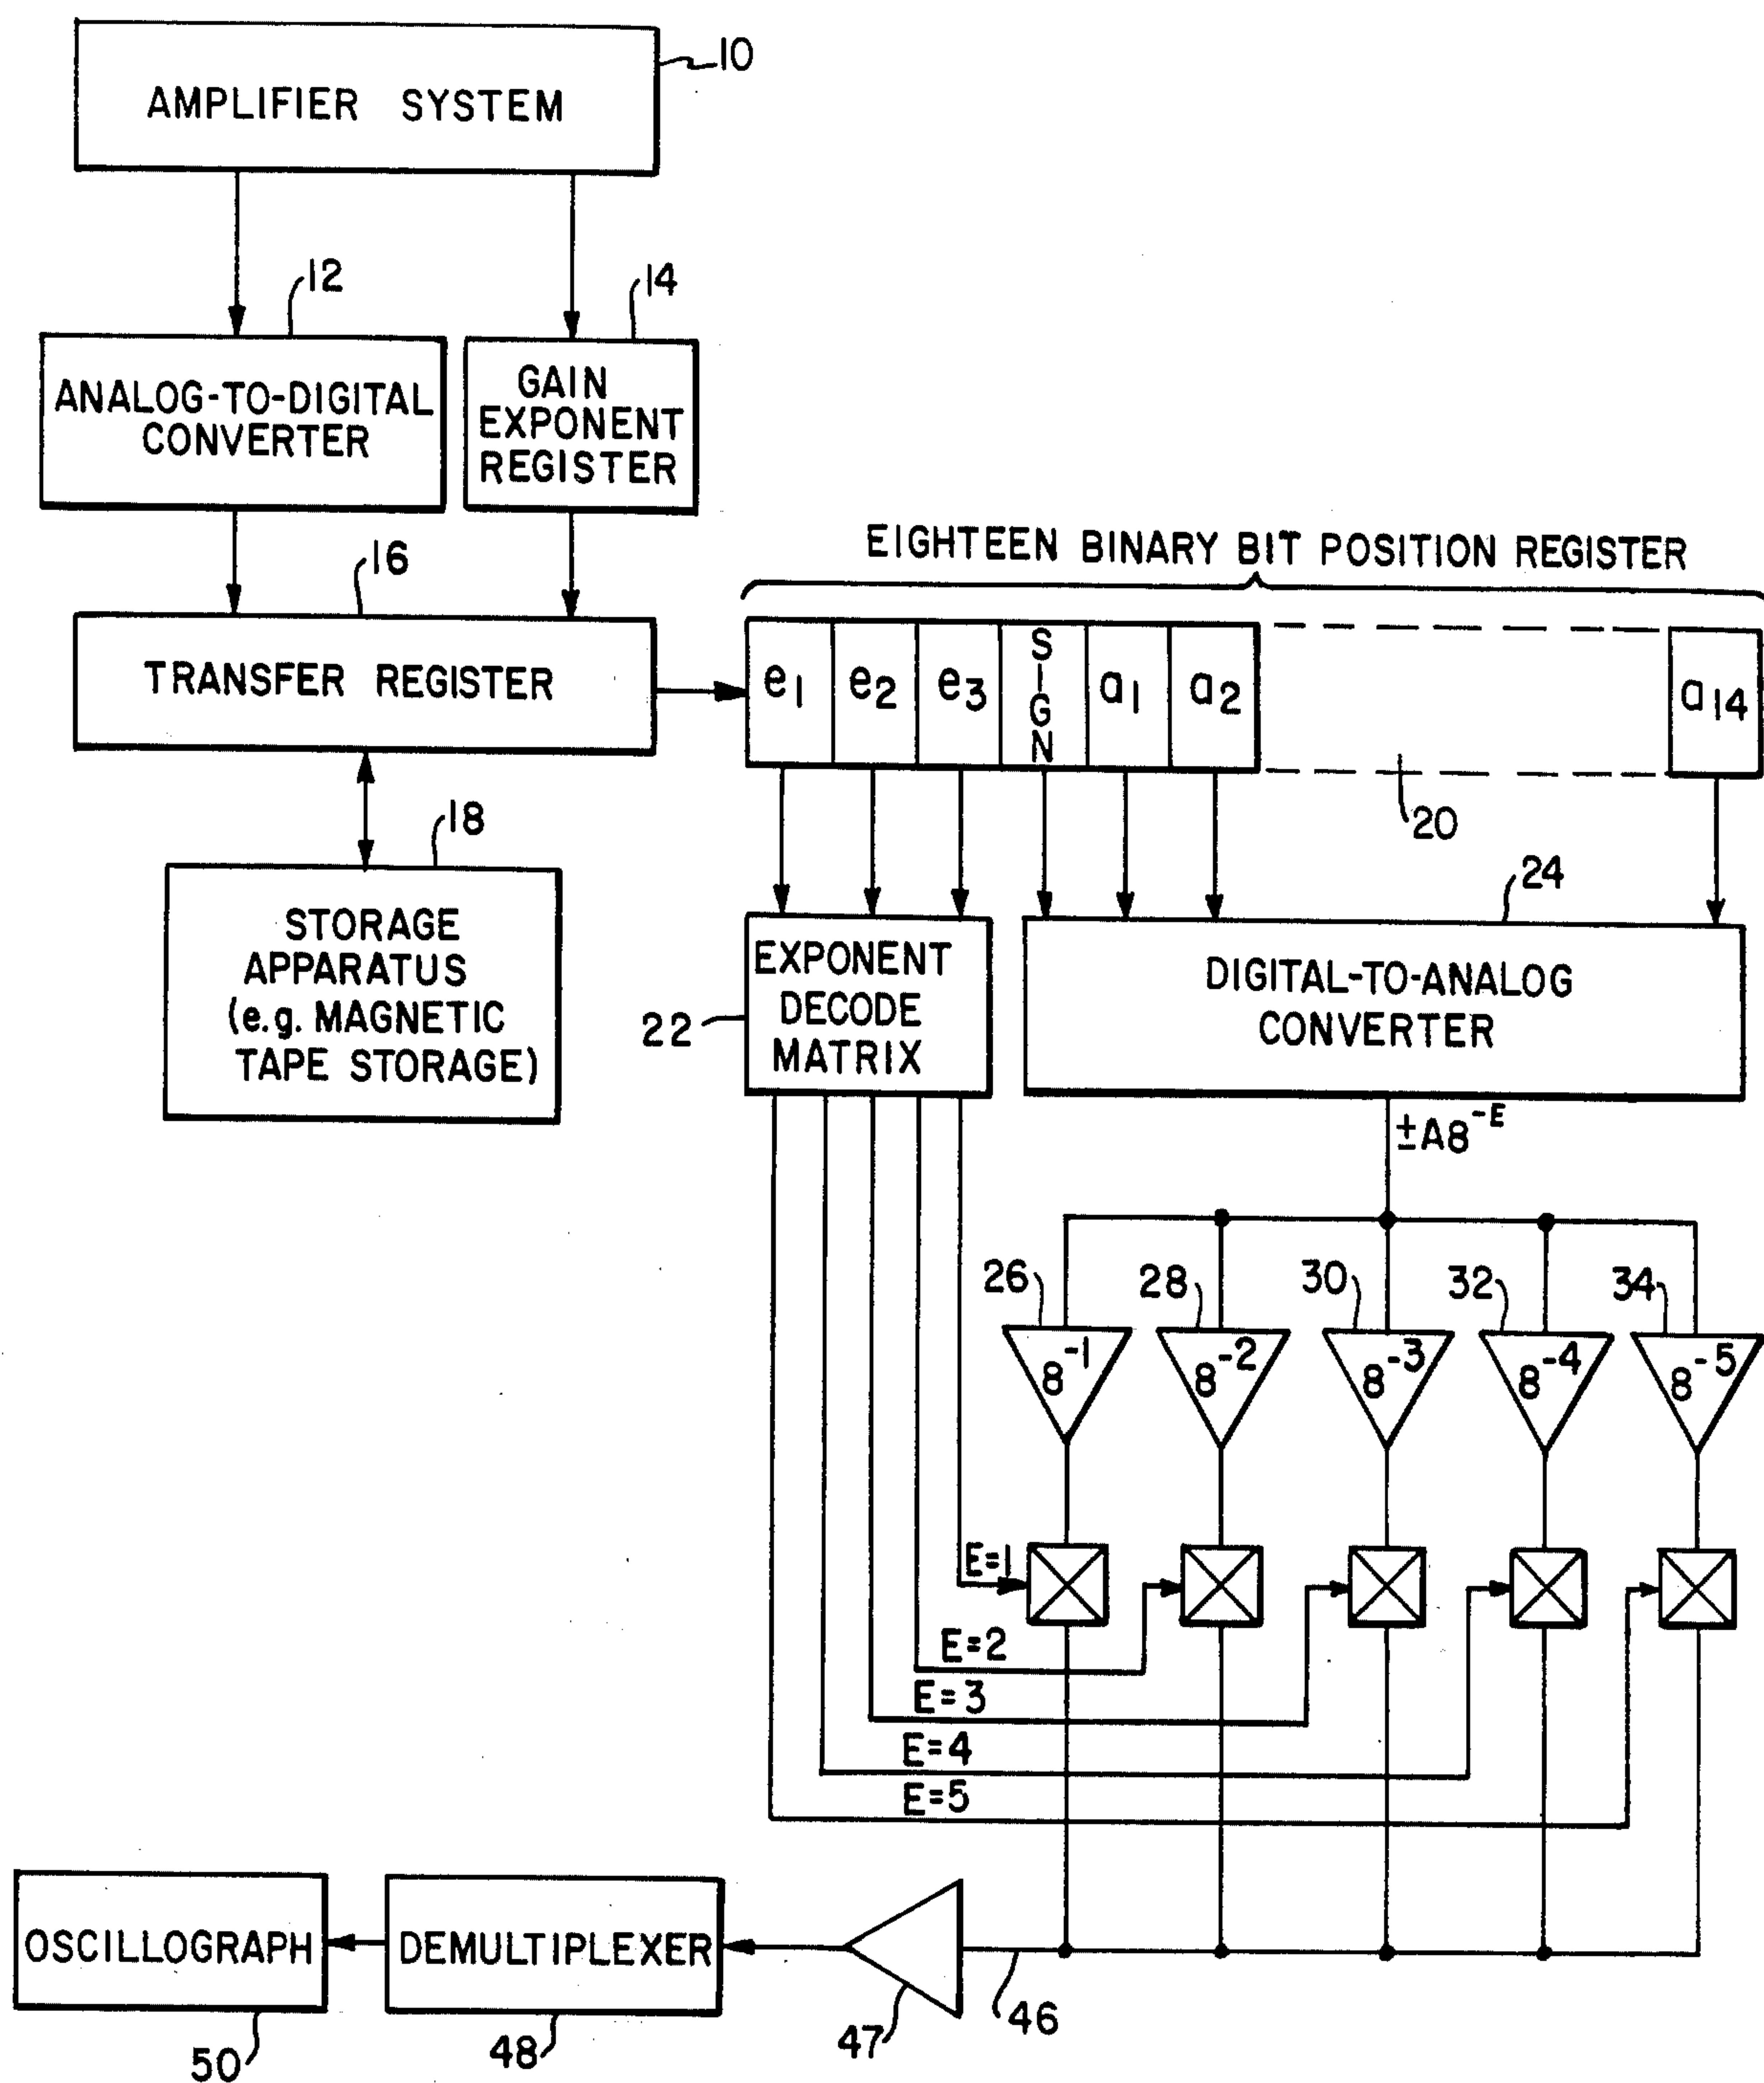 10
AMPLIFIER SYSTEM
12
14
ANALOG-TO-DIGITAL
CONVERTER
GAIN
EXPONENT
REGISTER
16
EIGHTEEN BINARY BIT POSITION REGISTER
TRANSFER REGISTER
e1 e2 e3 SIGN a1 a2 a14
20
18
STORAGE
APPARATUS
(e.g. MAGNETIC
TAPE STORAGE)
22
EXPONENT
DECODE
MATRIX
24
DIGITAL-TO-ANALOG
CONVERTER
±A8^-E
26 28 30 32 34
8^-1 8^-2 8^-3 8^-4 8^-5
E=1
E=2
E=3
E=4
E=5
OSCILLOGRAPH
DEMULTIPLEXER
50
48
47
46